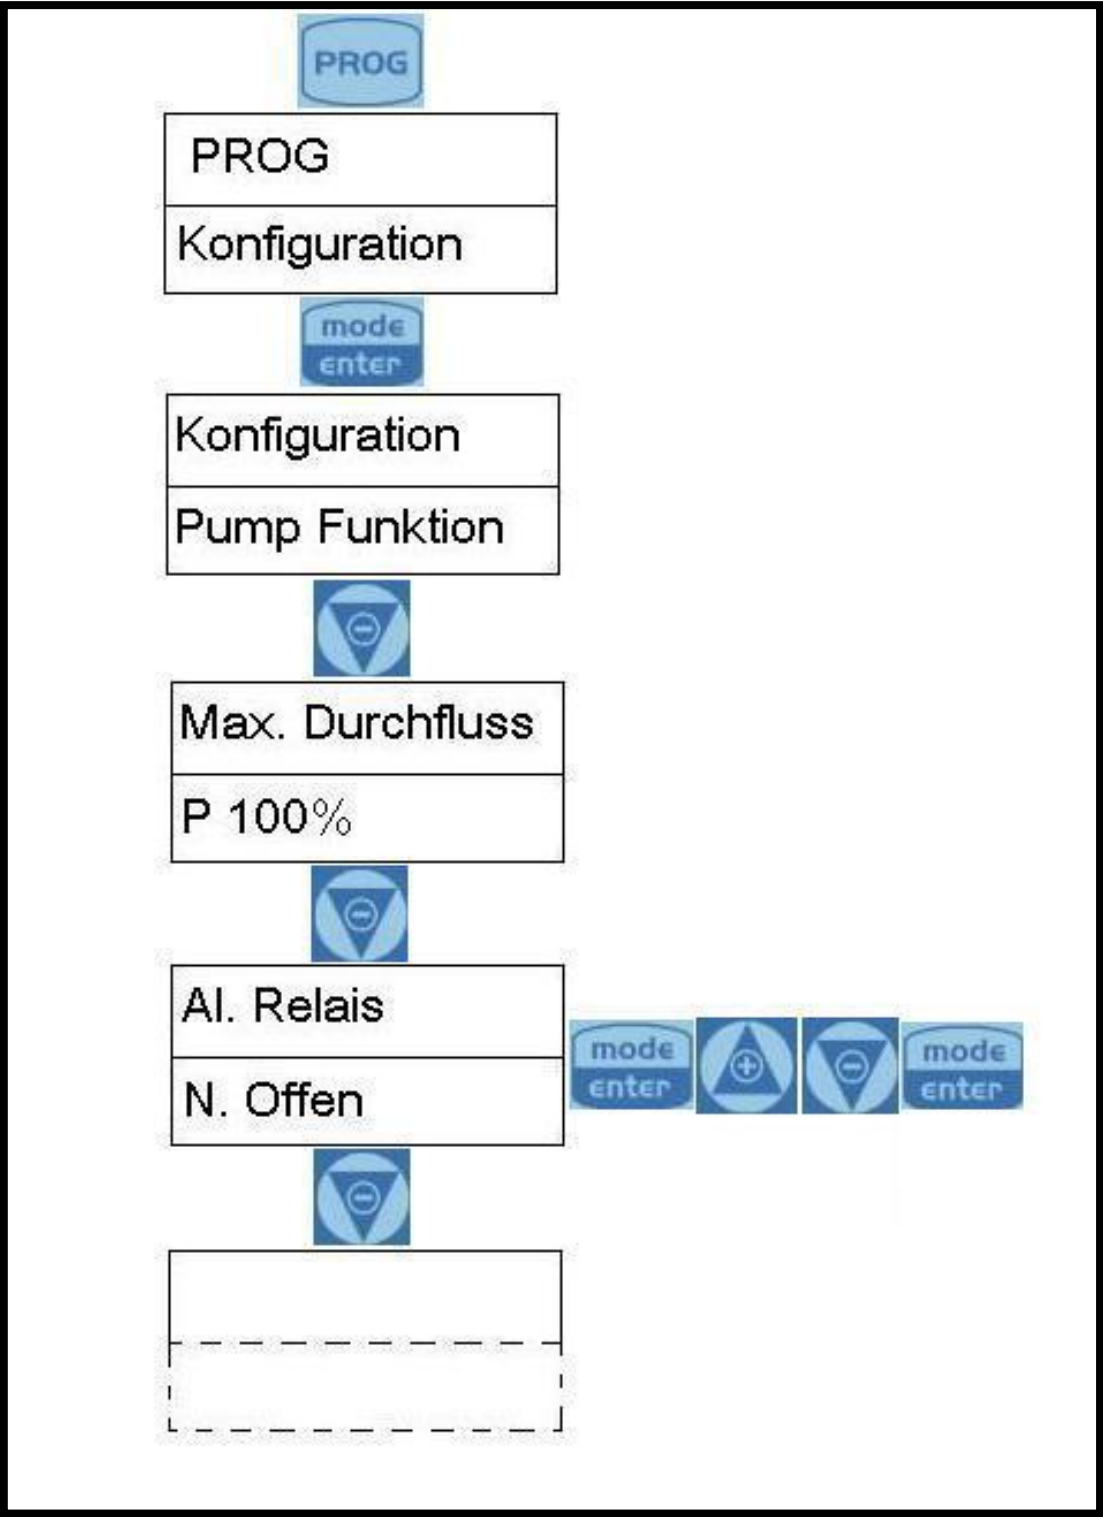 PROG
PROG
Konfiguration
mode
enter
Konfiguration
Pump Funktion
Max. Durchfluss
P 100%
Al. Relais
N. Offen
mode
enter
mode
enter